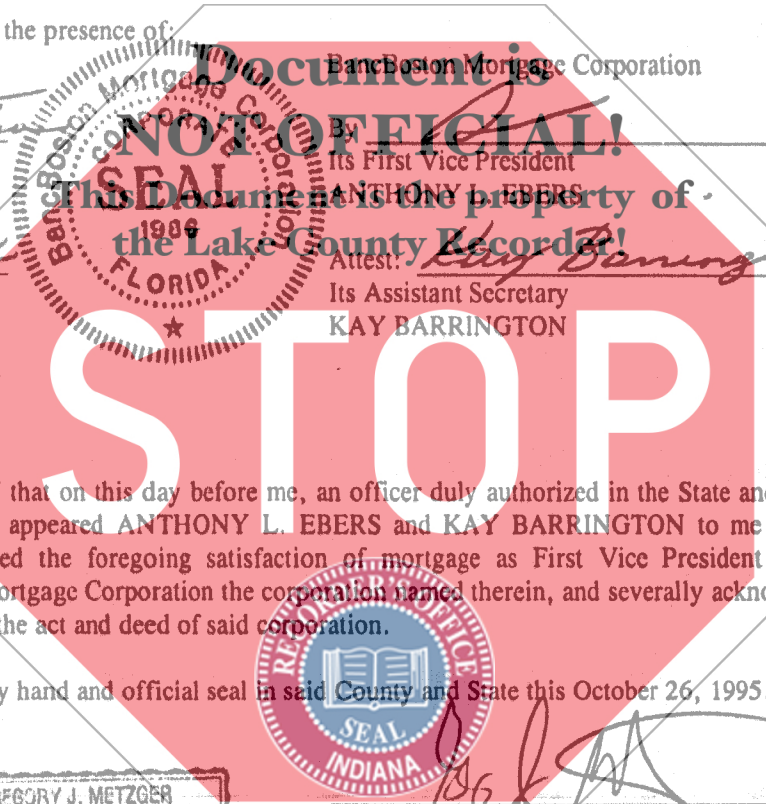 the presence of:
BancBoston Mortgage Corporation
Document is
NOT OFFICIAL!
This Document is the property of
the Lake County Recorder!
Banc Boston Mortgage Corporation
CORPORATE
SEAL
1986
FLORIDA
By
Its First Vice President
ANTHONY L. EBERS
Attest: Kay Barrington
Its Assistant Secretary
KAY BARRINGTON
STOP
that on this day before me, an officer duly authorized in the State and
appeared ANTHONY L. EBERS and KAY BARRINGTON to me
ed the foregoing satisfaction of mortgage as First Vice President
ortgage Corporation the corporation named therein, and severally ackno
the act and deed of said corporation.
y hand and official seal in said County and State this October 26, 1995
RECORDER'S OFFICE
SEAL
INDIANA
EGORY J. METZGER